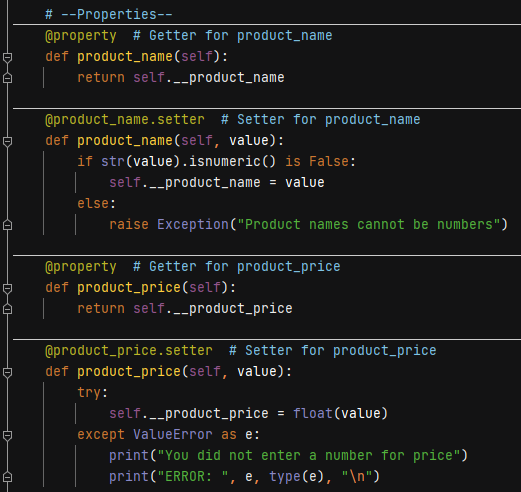 # --Properties--
@property  # Getter for product_name
def product_name(self):
    return self.__product_name
@product_name.setter  # Setter for product_name
def product_name(self, value):
    if str(value).isnumeric() is False:
        self.__product_name = value
    else:
        raise Exception("Product names cannot be numbers")
@property  # Getter for product_price
def product_price(self):
    return self.__product_price
@product_price.setter  # Setter for product_price
def product_price(self, value):
    try:
        self.__product_price = float(value)
    except ValueError as e:
        print("You did not enter a number for price")
        print("ERROR: ", e, type(e), "\n")